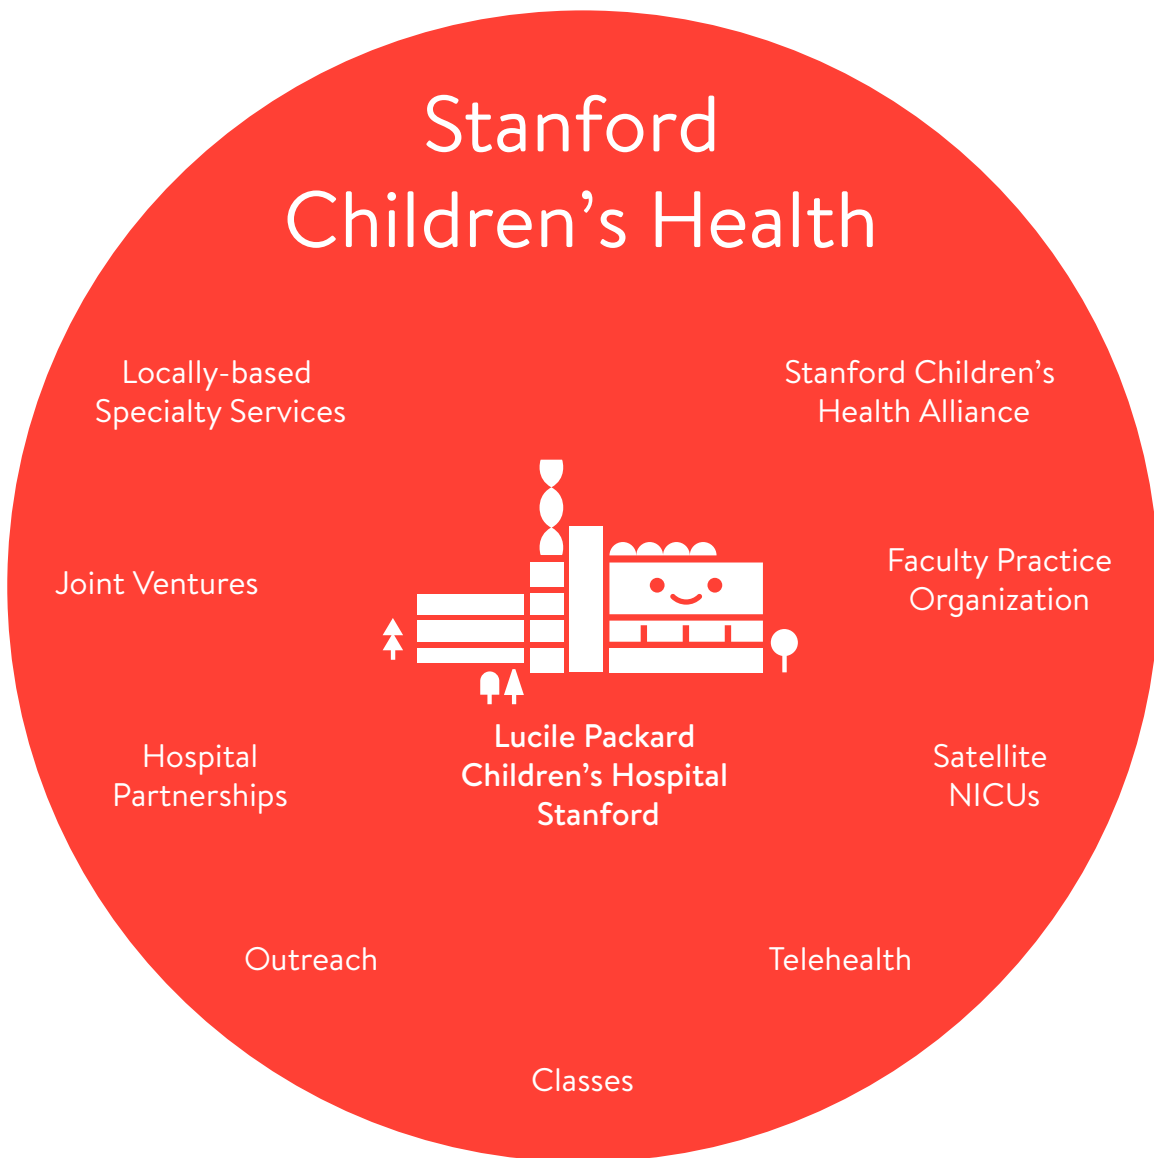 Stanford
Children’s Health
Locally-based
Specialty Services
Stanford Children’s
Health Alliance
Joint Ventures
Faculty Practice
Organization
Hospital
Partnerships
Lucile Packard
Children’s Hospital
Stanford
Satellite
NICUs
Outreach
Telehealth
Classes